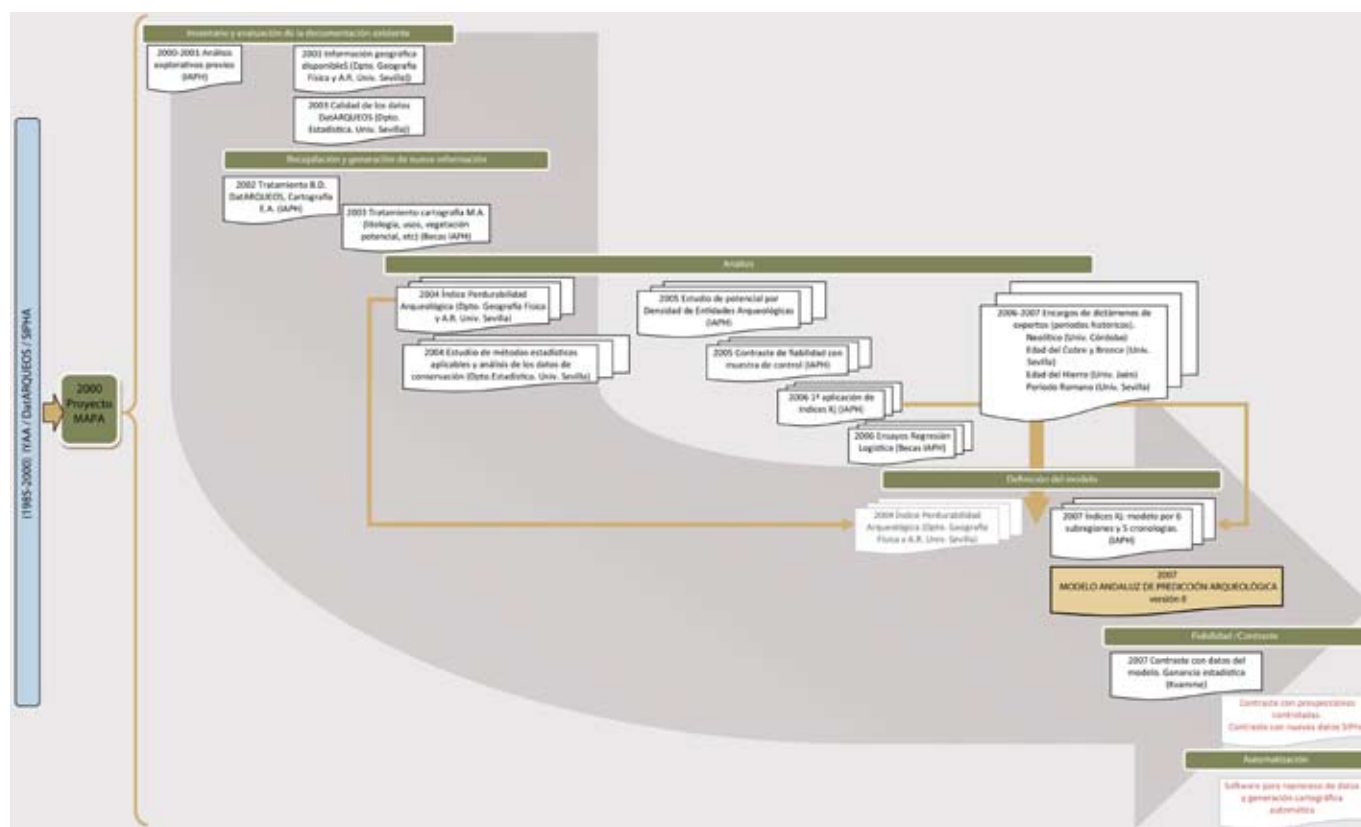 (1985-2000) IYAA / DatARQUEOS / SIPHA
2000
Proyecto
MAPA
Inventario y evaluación de la documentación existente
2000-2001 Análisis
explorativos previos
(IAPH)
2001 Información geográfica
disponibleS (Dpto. Geografía
Física y A.R. Univ. Sevilla))
2003 Calidad de los datos
DatARQUEOS (Dpto.
Estadística. Univ. Sevilla))
Recopilación y generación de nueva información
2002 Tratamiento B.D.
DatARQUEOS, Cartografía
E.A. (IAPH)
2003 Tratamiento cartografía M.A.
(litología, usos, vegetación
potencial, etc) (Becas IAPH)
Análisis
2004 Índice Perdurabilidad
Arqueológica (Dpto. Geografía Física
y A.R. Univ. Sevilla)
2004 Estudio de métodos estadísticos
aplicables y análisis de los datos de
conservación (Dpto Estadística. Univ. Sevilla)
2005 Estudio de potencial por
Densidad de Entidades Arqueológicas
(IAPH)
2005 Contraste de fiabilidad con
muestra de control (IAPH)
2006 1ª aplicación de
índices Kj (IAPH)
2006 Ensayos Regresión
Logística (Becas IAPH)
2006-2007 Encargos de dictámenes de
expertos (periodos históricos).
Neolítico (Univ. Córdoba)
Edad del Cobre y Bronce (Univ.
Sevilla)
Edad del Hierro (Univ. Jaén)
Periodo Romano (Univ. Sevilla)
Definición del modelo
2004 Índice Perdurabilidad
Arqueológica (Dpto. Geografía
Física y A.R. Univ. Sevilla)
2007 Índices Kj: modelo por 6
subregiones y 5 cronologías.
(IAPH)
2007
MODELO ANDALUZ DE PREDICCIÓN ARQUEOLÓGICA
versión 0
Fiabilidad /Contraste
2007 Contraste con datos del
modelo. Ganancia estadística
(Kvamme)
Contraste con prospecciones
controladas.
Contraste con nuevos datos SIPHA
Automatización
Software para reproceso de datos
y generación cartográfica
automática